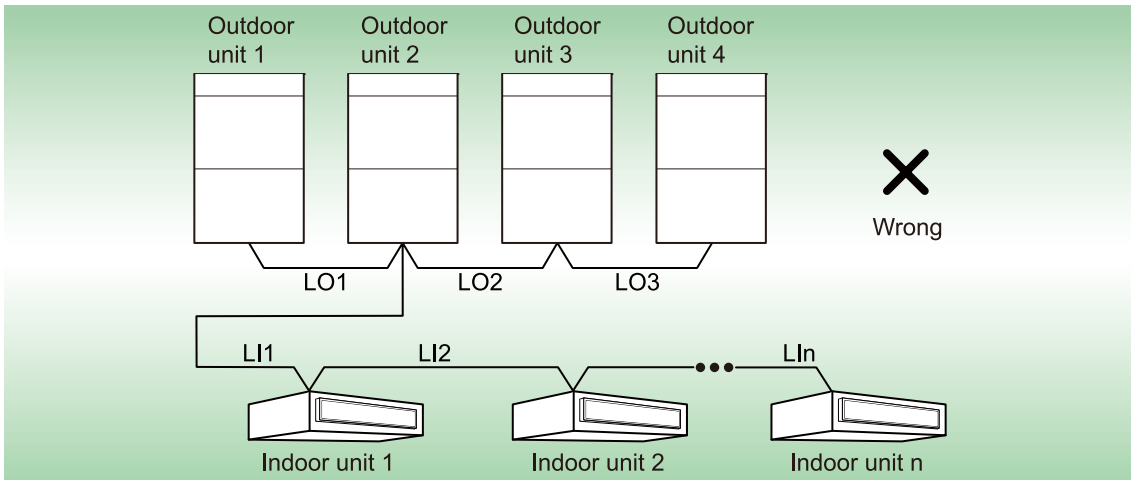 Outdoor
unit 1
Outdoor
unit 2
Outdoor
unit 3
Outdoor
unit 4
Wrong
LO1
LO2
LO3
LI1
LI2
LIn
Indoor unit 1
Indoor unit 2
Indoor unit n